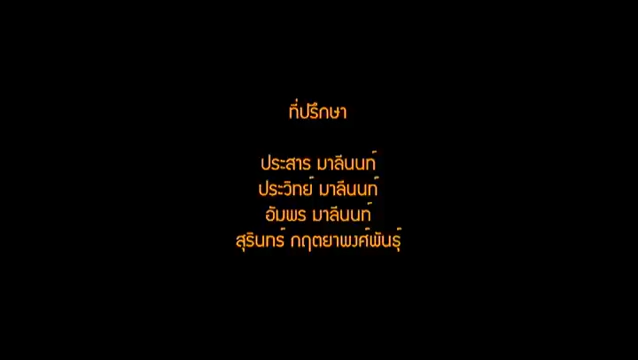 ที่ปรึกษา
ประสาร มาลีนนท์
ประวิทย์ มาลีนนท์
อัมพร มาลีนนท์
สุรินทร์ กฤตยาพงศ์พันธุ์